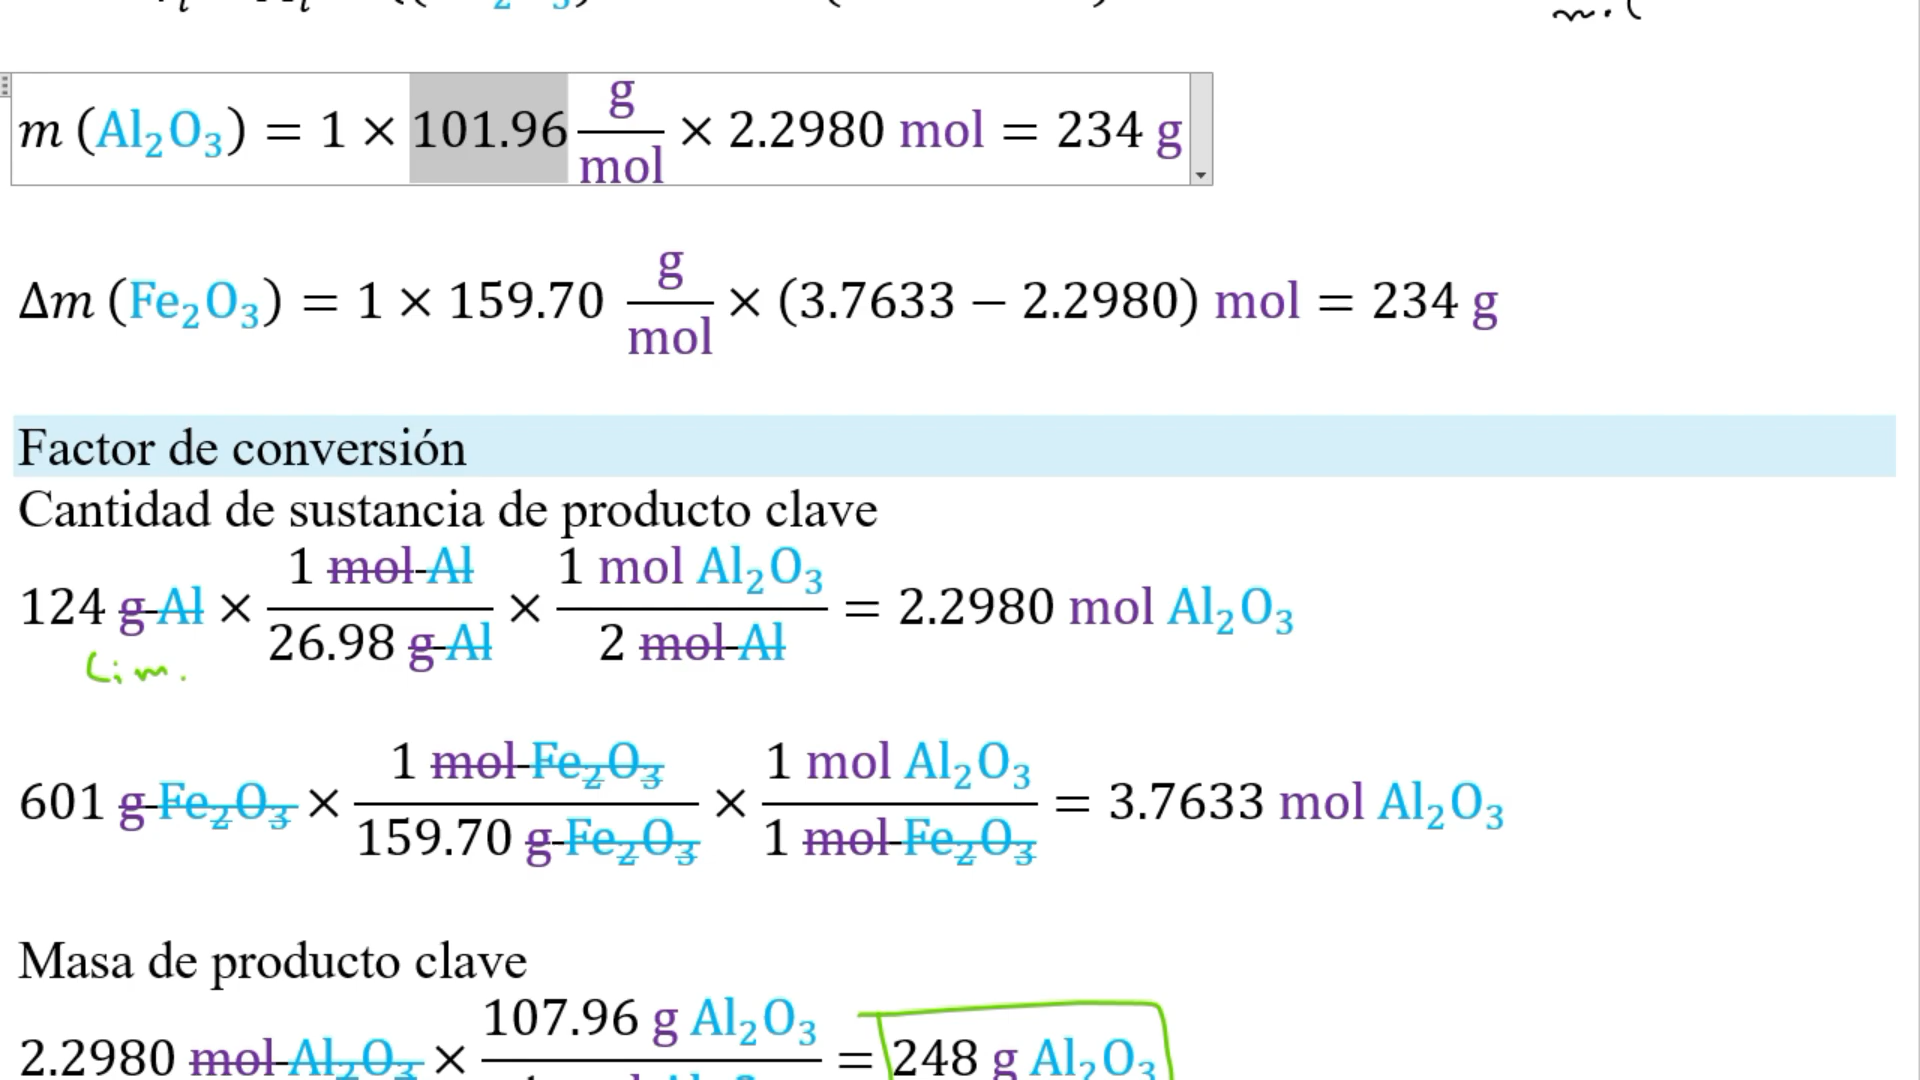 m (Al₂O₃) = 1 × 101.96 g/mol × 2.2980 mol = 234 g
Δm (Fe₂O₃) = 1 × 159.70 g/mol × (3.7633 − 2.2980) mol = 234 g
Factor de conversión
Cantidad de sustancia de producto clave
124 g Al × 1 mol Al/26.98 g Al × 1 mol Al₂O₃/2 mol Al = 2.2980 mol Al₂O₃
Lim.
601 g Fe₂O₃ × 1 mol Fe₂O₃/159.70 g Fe₂O₃ × 1 mol Al₂O₃/1 mol Fe₂O₃ = 3.7633 mol Al₂O₃
Masa de producto clave
2.2980 mol Al₂O₃ × 107.96 g Al₂O₃ = 248 g Al₂O₃